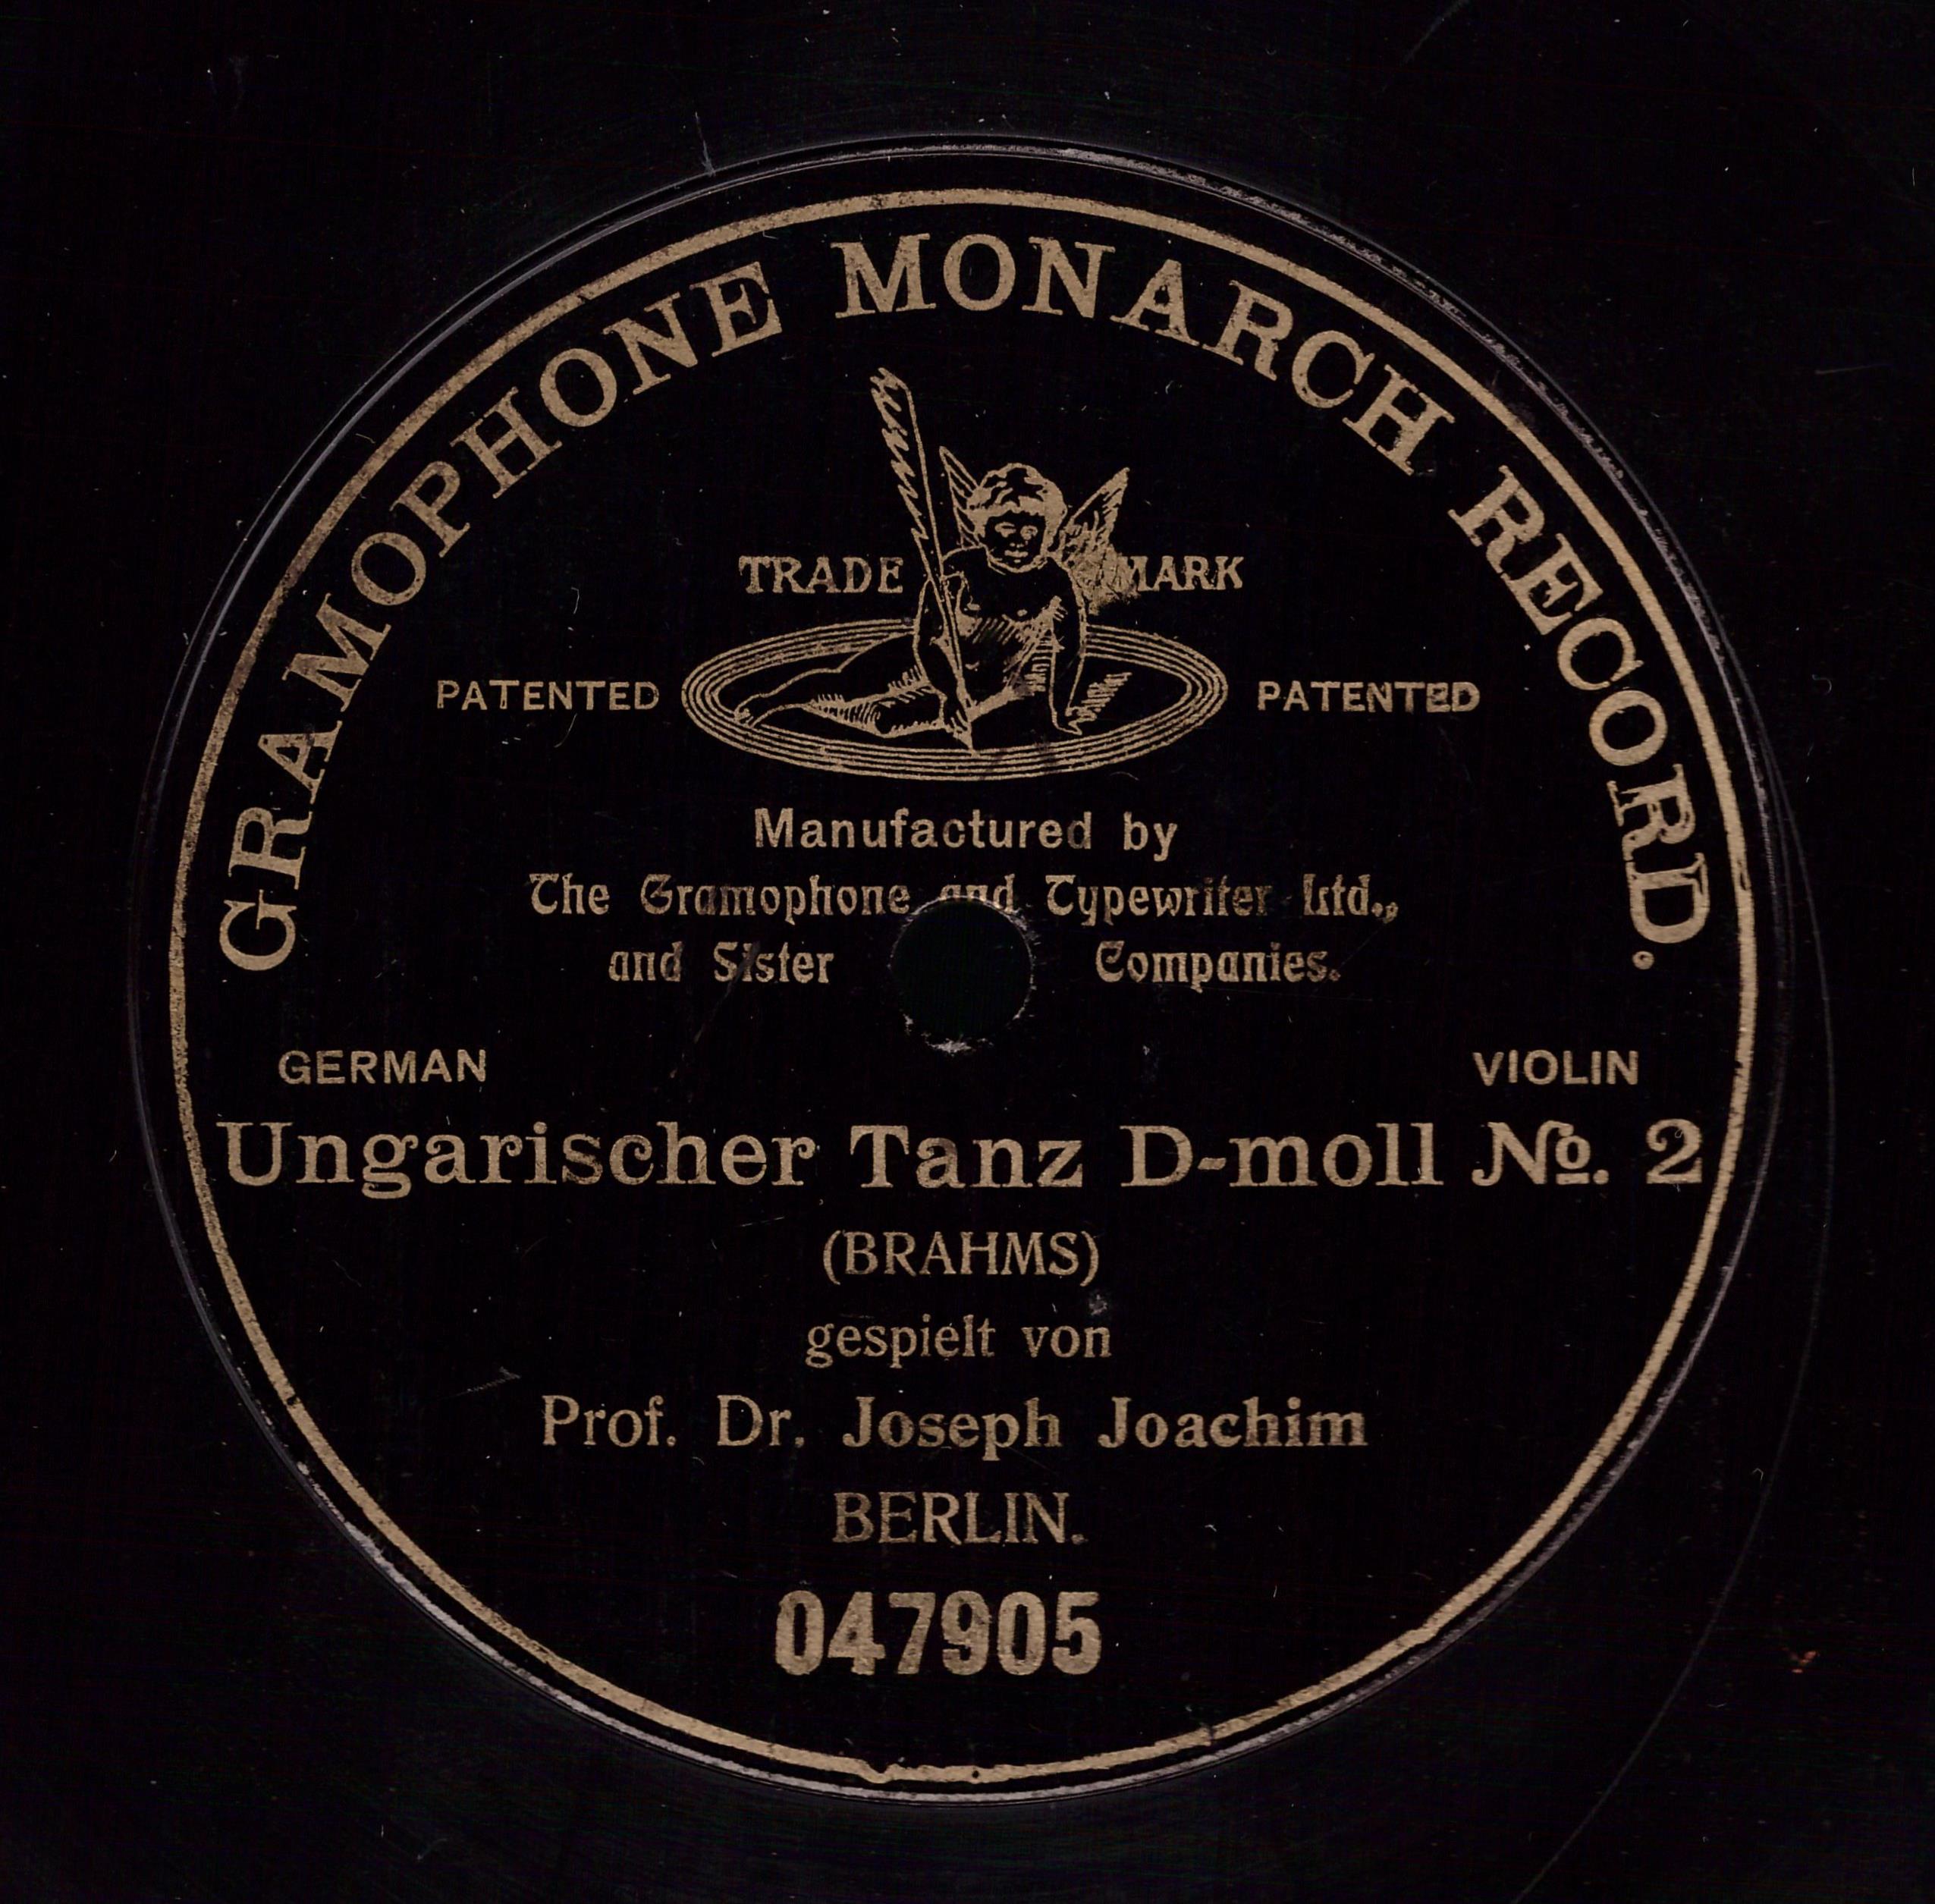 GRAMOPHONE MONARCH RECORD.
TRADE MARK
PATENTED PATENTED
Manufactured by
The Gramophone and Typewriter Ltd.,
and Sister Companies.
GERMAN VIOLIN
Ungarischer Tanz D-moll No. 2
(BRAHMS)
gespielt von
Prof. Dr. Joseph Joachim
BERLIN.
047905